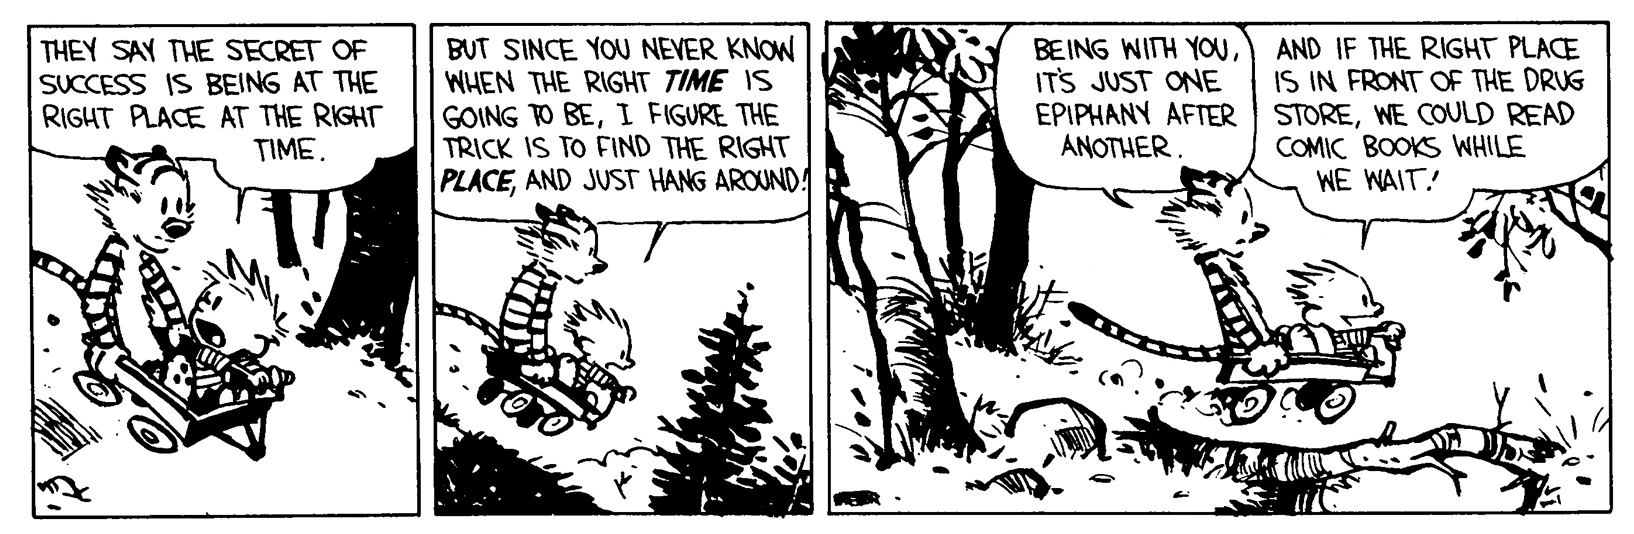 THEY SAY THE SECRET OF
SUCCESS IS BEING AT THE
RIGHT PLACE AT THE RIGHT
TIME.
BUT SINCE YOU NEVER KNOW
WHEN THE RIGHT TIME IS
GOING TO BE, I FIGURE THE
TRICK IS TO FIND THE RIGHT
PLACE, AND JUST HANG AROUND!
BEING WITH YOU,
IT'S JUST ONE
EPIPHANY AFTER
ANOTHER.
AND IF THE RIGHT PLACE
IS IN FRONT OF THE DRUG
STORE, WE COULD READ
COMIC BOOKS WHILE
WE WAIT!